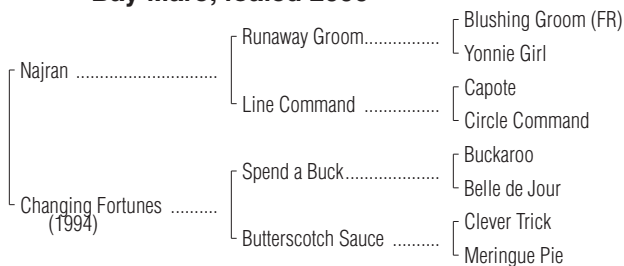 Bay Mare, foaled
Blushing Groom (FR)
Runaway Groom................
Yonnie Girl
Najran ..............................
Capote
Line Command ................
Circle Command
Buckaroo
Spend a Buck....................
Belle de Jour
Changing Fortunes ..........
(1994)
Clever Trick
Butterscotch Sauce ..........
Meringue Pie